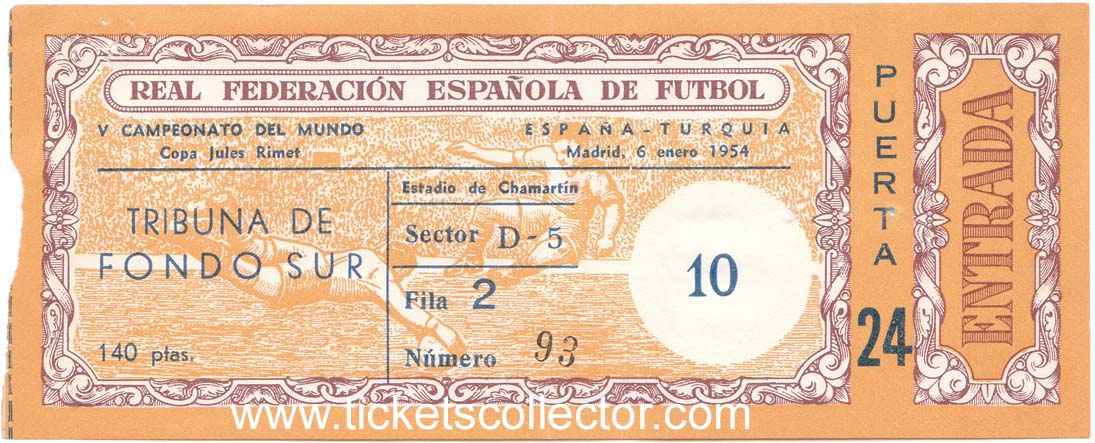 REAL FEDERACIÓN ESPAÑOLA DE FUTBOL
V CAMPEONATO DEL MUNDO
Copa Jules Rimet
ESPAÑA-TURQUIA
Madrid, 6 enero 1954
TRIBUNA DE
FONDO SUR
140 ptas.
Estadio de Chamartín
Sector D-5
Fila 2
Número 93
10
PUERTA
24
ENTRADA
www.ticketscollector.com